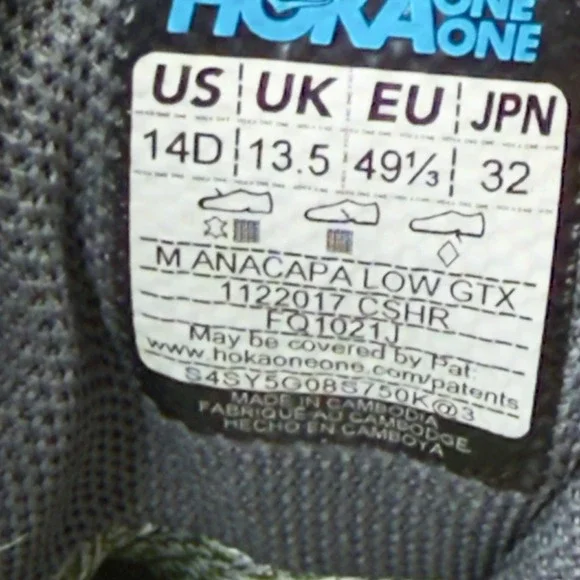 HOKA ONE ONE
US UK EU JPN
14D 13.5 49⅓ 32
M ANACAPA LOW GTX
1122017 CSHR
FQ1021J
May be covered by Pat:
www.hokaoneone.com/patents
S4SY5G08S750K@3
MADE IN CAMBODIA
FABRIQUÉ AU CAMBODGE
HECHO EN CAMBOYA